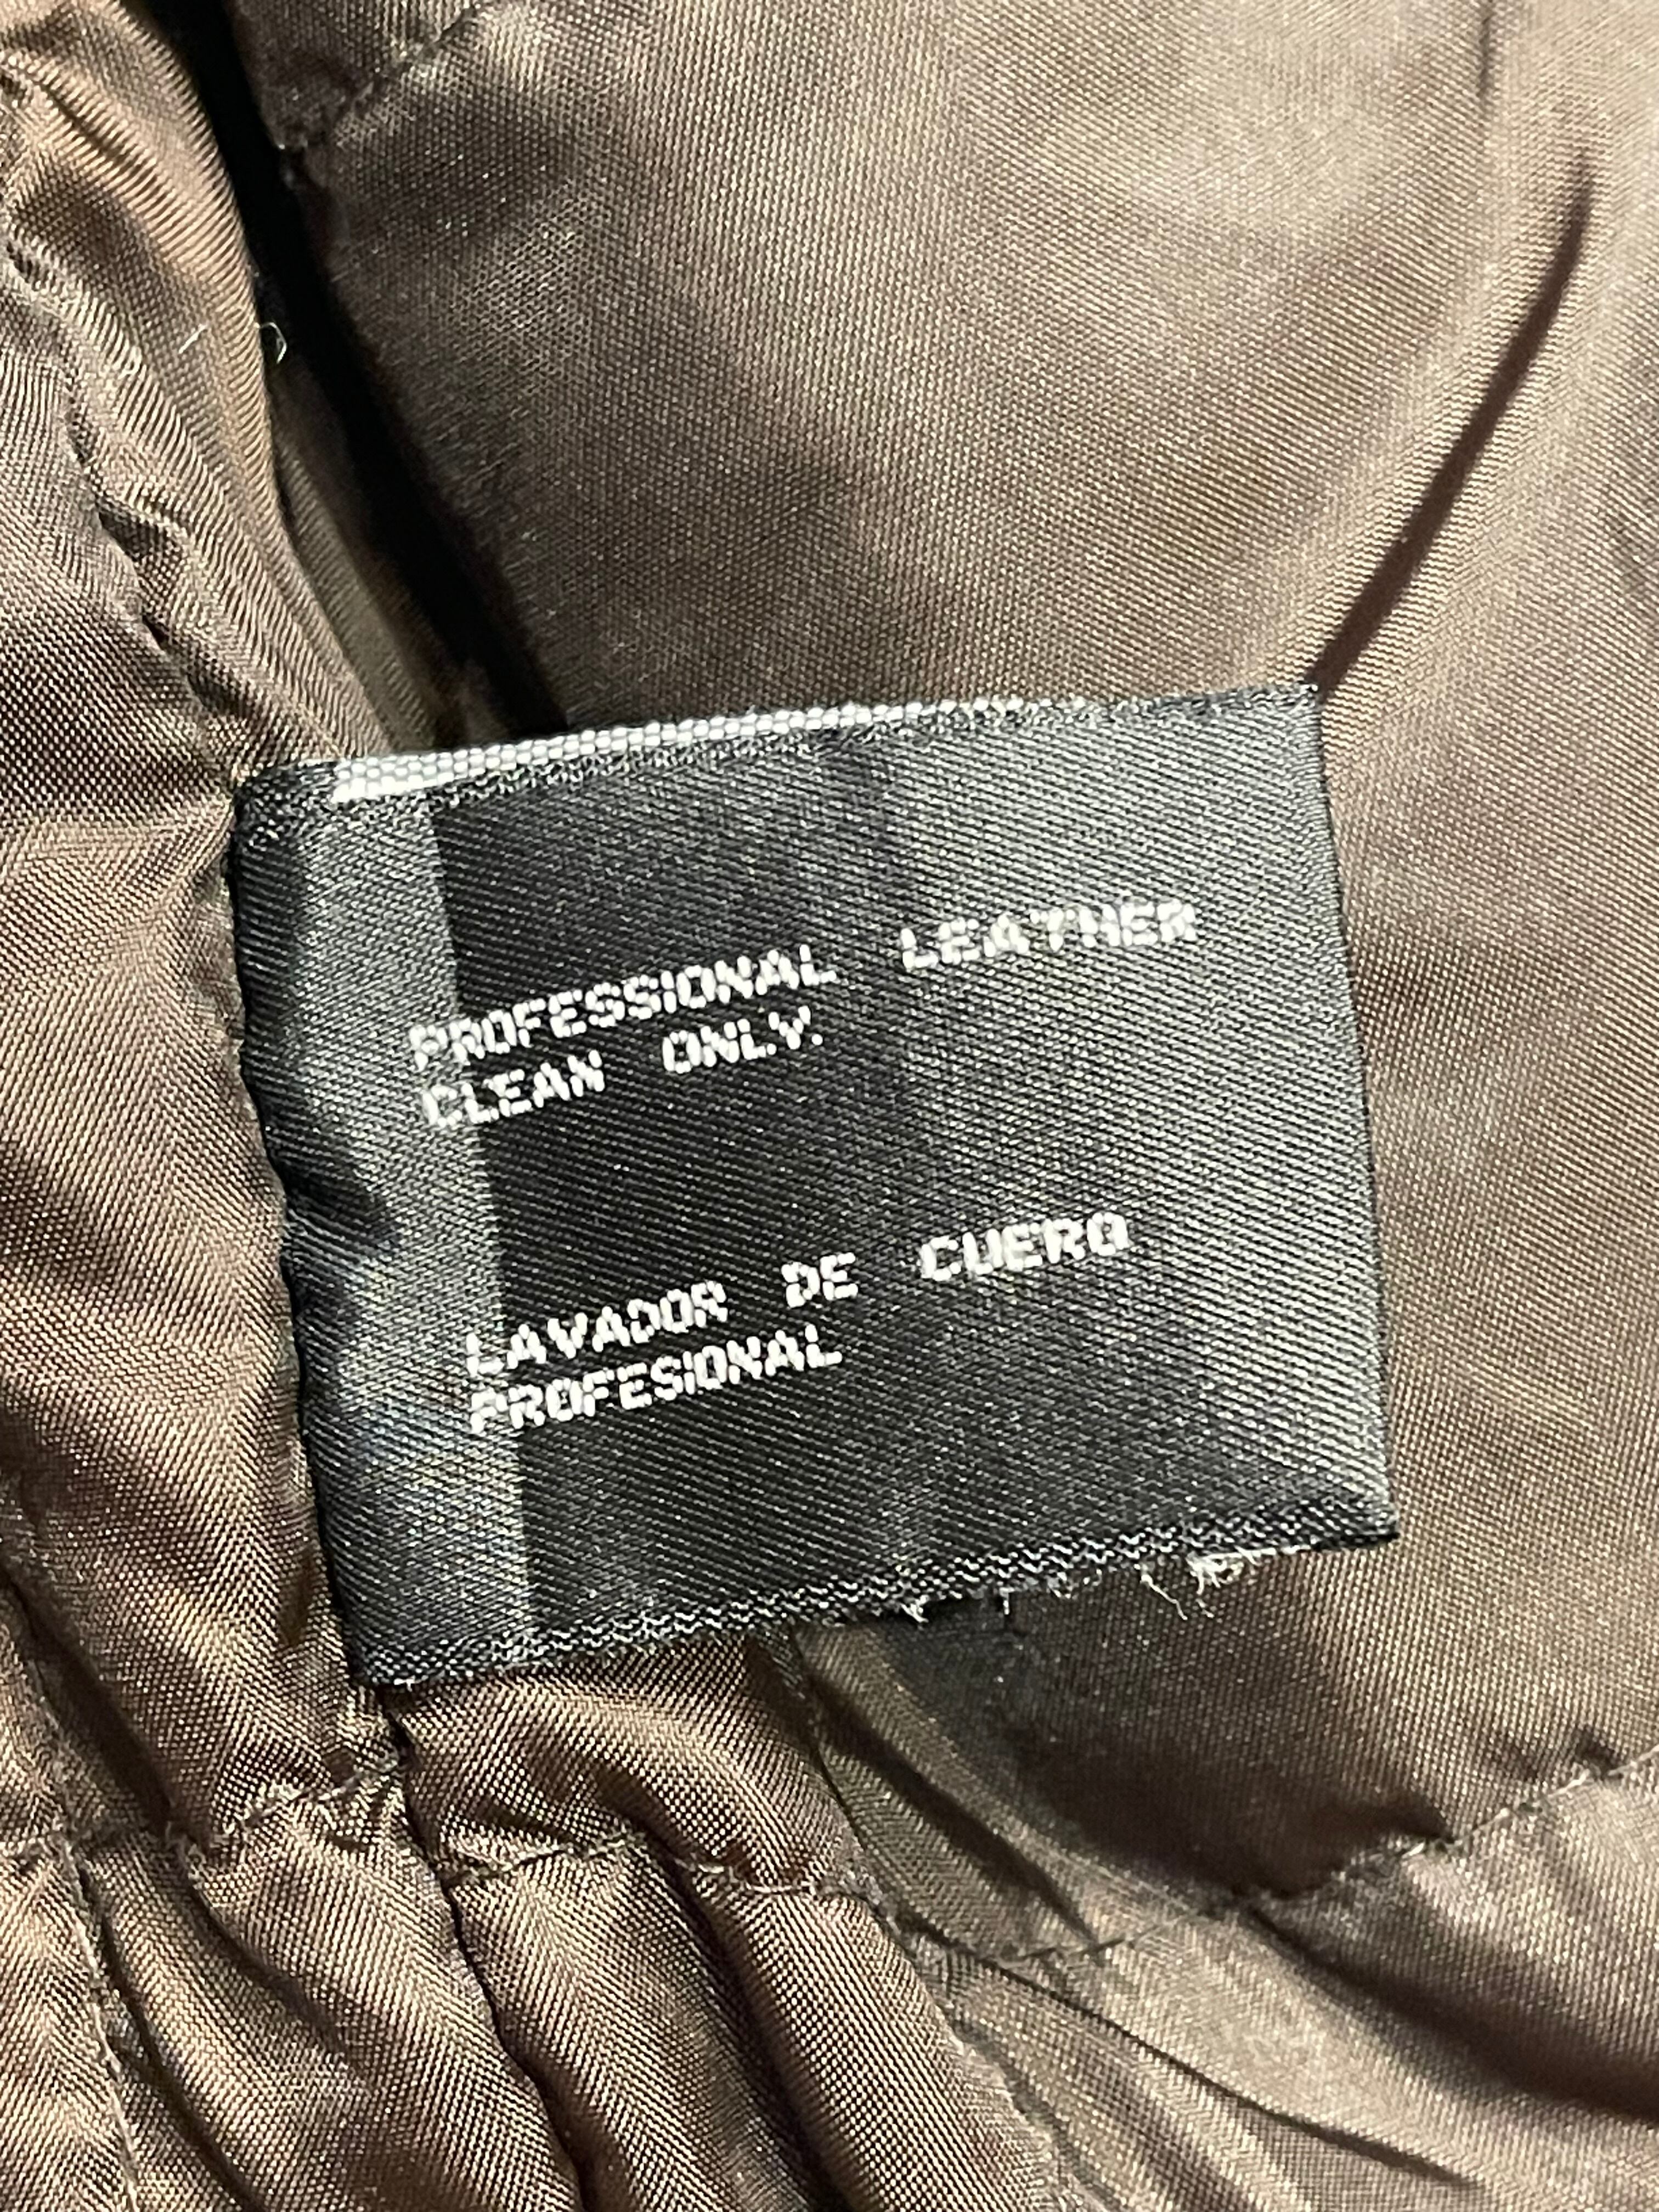 PROFESSIONAL LEATHER
CLEAN ONLY.
LAVADOR DE CUERO
PROFESIONAL